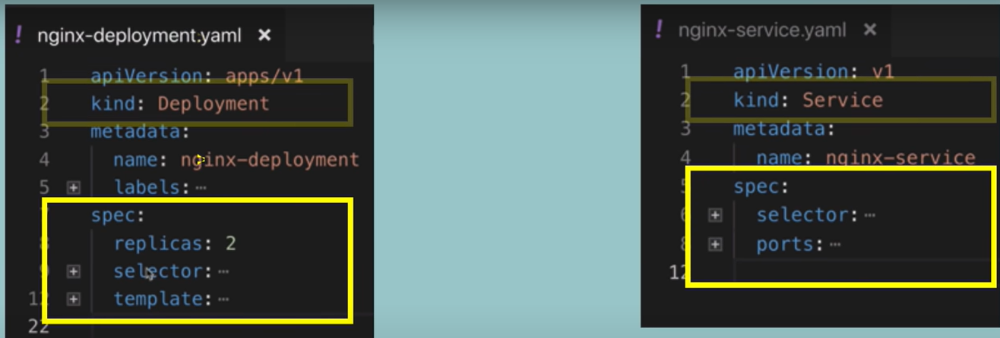 ! nginx-deployment.yaml ×
1 apiVersion: apps/v1
2 kind: Deployment
3 metadata:
4 name: nginx-deployment
5 labels:⋯
7 spec:
8 replicas: 2
9 selector:⋯
12 template:⋯
22
! nginx-service.yaml ×
1 apiVersion: v1
2 kind: Service
3 metadata:
4 name: nginx-service
5 spec:
6 selector:⋯
8 ports:⋯
12